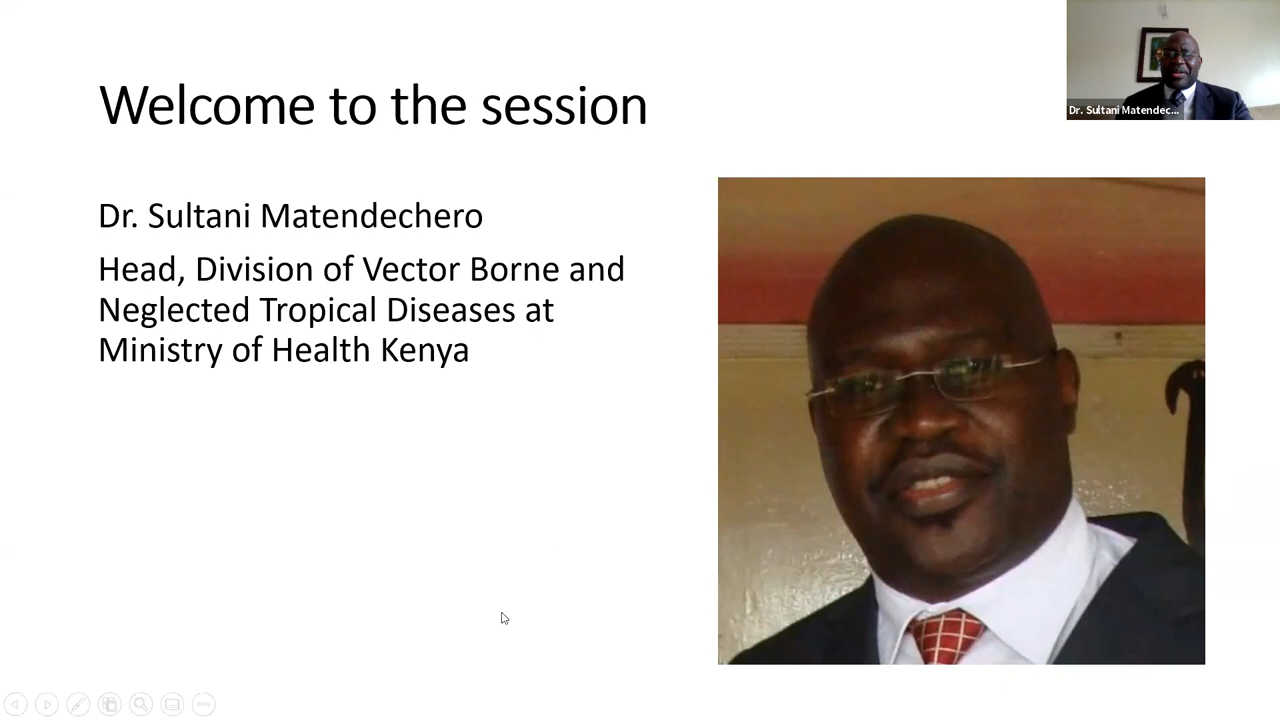 Welcome to the session
Dr. Sultani Matendec...
Dr. Sultani Matendechero
Head, Division of Vector Borne and
Neglected Tropical Diseases at
Ministry of Health Kenya